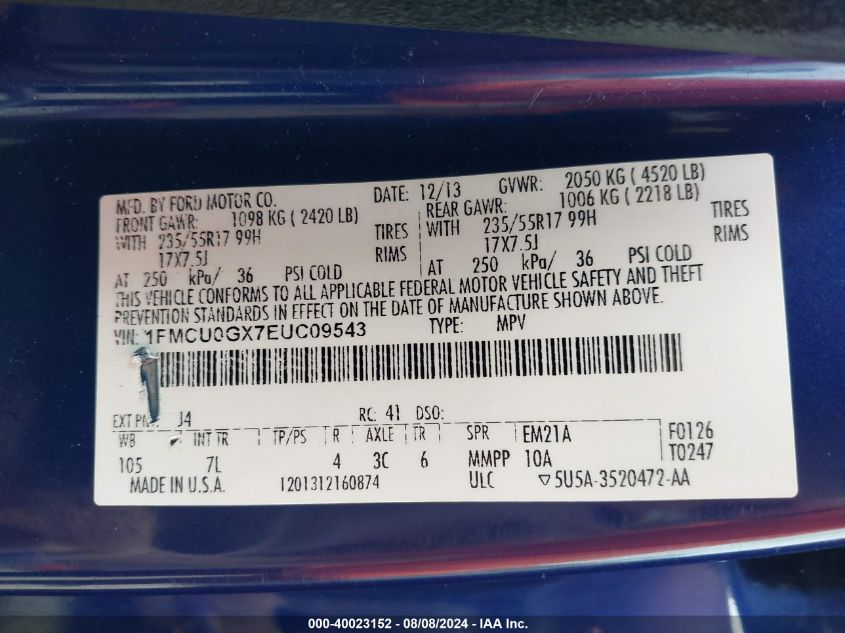 MFD. BY FORD MOTOR CO. DATE: 12/13 GVWR: 2050 KG ( 4520 LB)
FRONT GAWR: 1098 KG ( 2420 LB) REAR GAWR: 1006 KG ( 2218 LB)
WITH 235/55R17 99H TIRES WITH 235/55R17 99H TIRES
17X7.5J RIMS 17X7.5J RIMS
AT 250 kPa/ 36 PSI COLD AT 250 kPa/ 36 PSI COLD
THIS VEHICLE CONFORMS TO ALL APPLICABLE FEDERAL MOTOR VEHICLE SAFETY AND THEFT
PREVENTION STANDARDS IN EFFECT ON THE DATE OF MANUFACTURE SHOWN ABOVE.
VIN: 1FMCU0GX7EUC09543 TYPE: MPV
EXT PNT: J4 RC: 41 DSO:
WB INT TR TP/PS R AXLE TR SPR EM21A F0126
105 7L 4 3C 6 MMPP 10A T0247
MADE IN U.S.A. 1201312160874 ULC ▽5U5A-3520472-AA
000-40023152 - 08/08/2024 - IAA Inc.